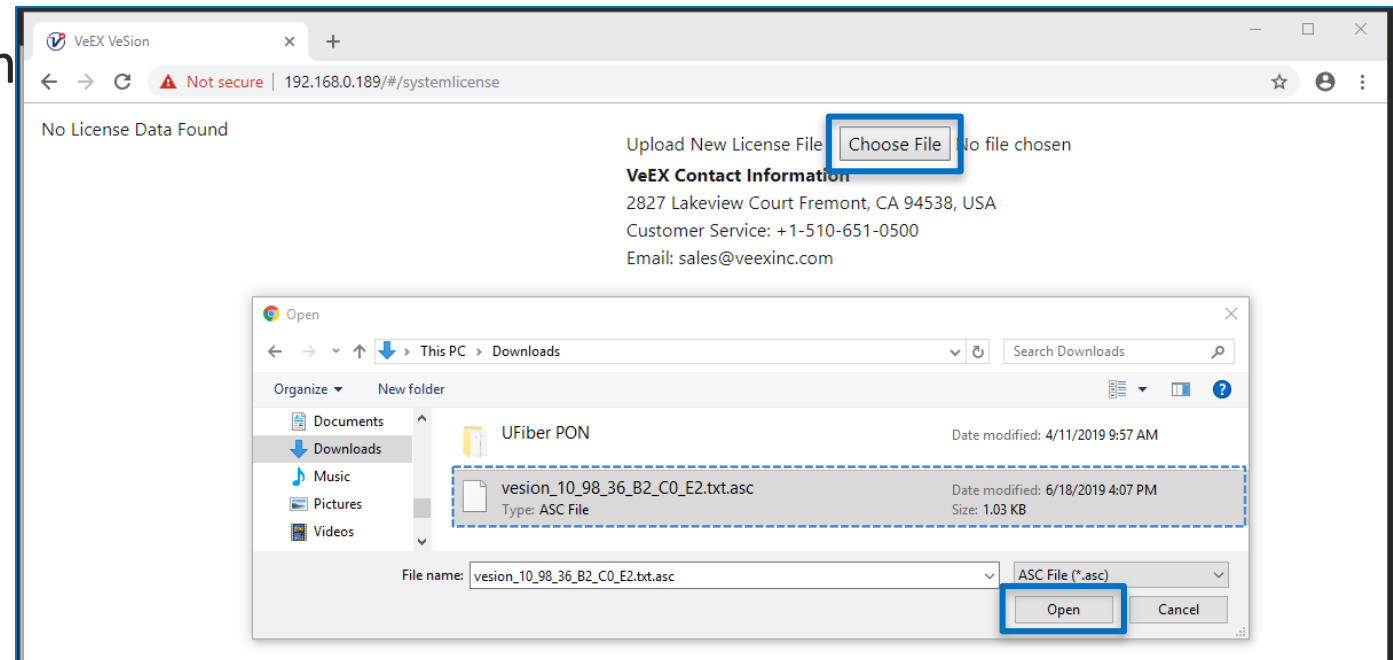 VeEX VeSion
Not secure | 192.168.0.189/#/systemlicense
No License Data Found
Upload New License File Choose File No file chosen
VeEX Contact Information
2827 Lakeview Court Fremont, CA 94538, USA
Customer Service: +1-510-651-0500
Email: sales@veexinc.com
Open
This PC > Downloads
Search Downloads
Organize New folder
Documents
Downloads
Music
Pictures
Videos
UFiber PON
Date modified: 4/11/2019 9:57 AM
vesion_10_98_36_B2_C0_E2.txt.asc
Type: ASC File
Date modified: 6/18/2019 4:07 PM
Size: 1.03 KB
File name: vesion_10_98_36_B2_C0_E2.txt.asc
ASC File (*.asc)
Open Cancel